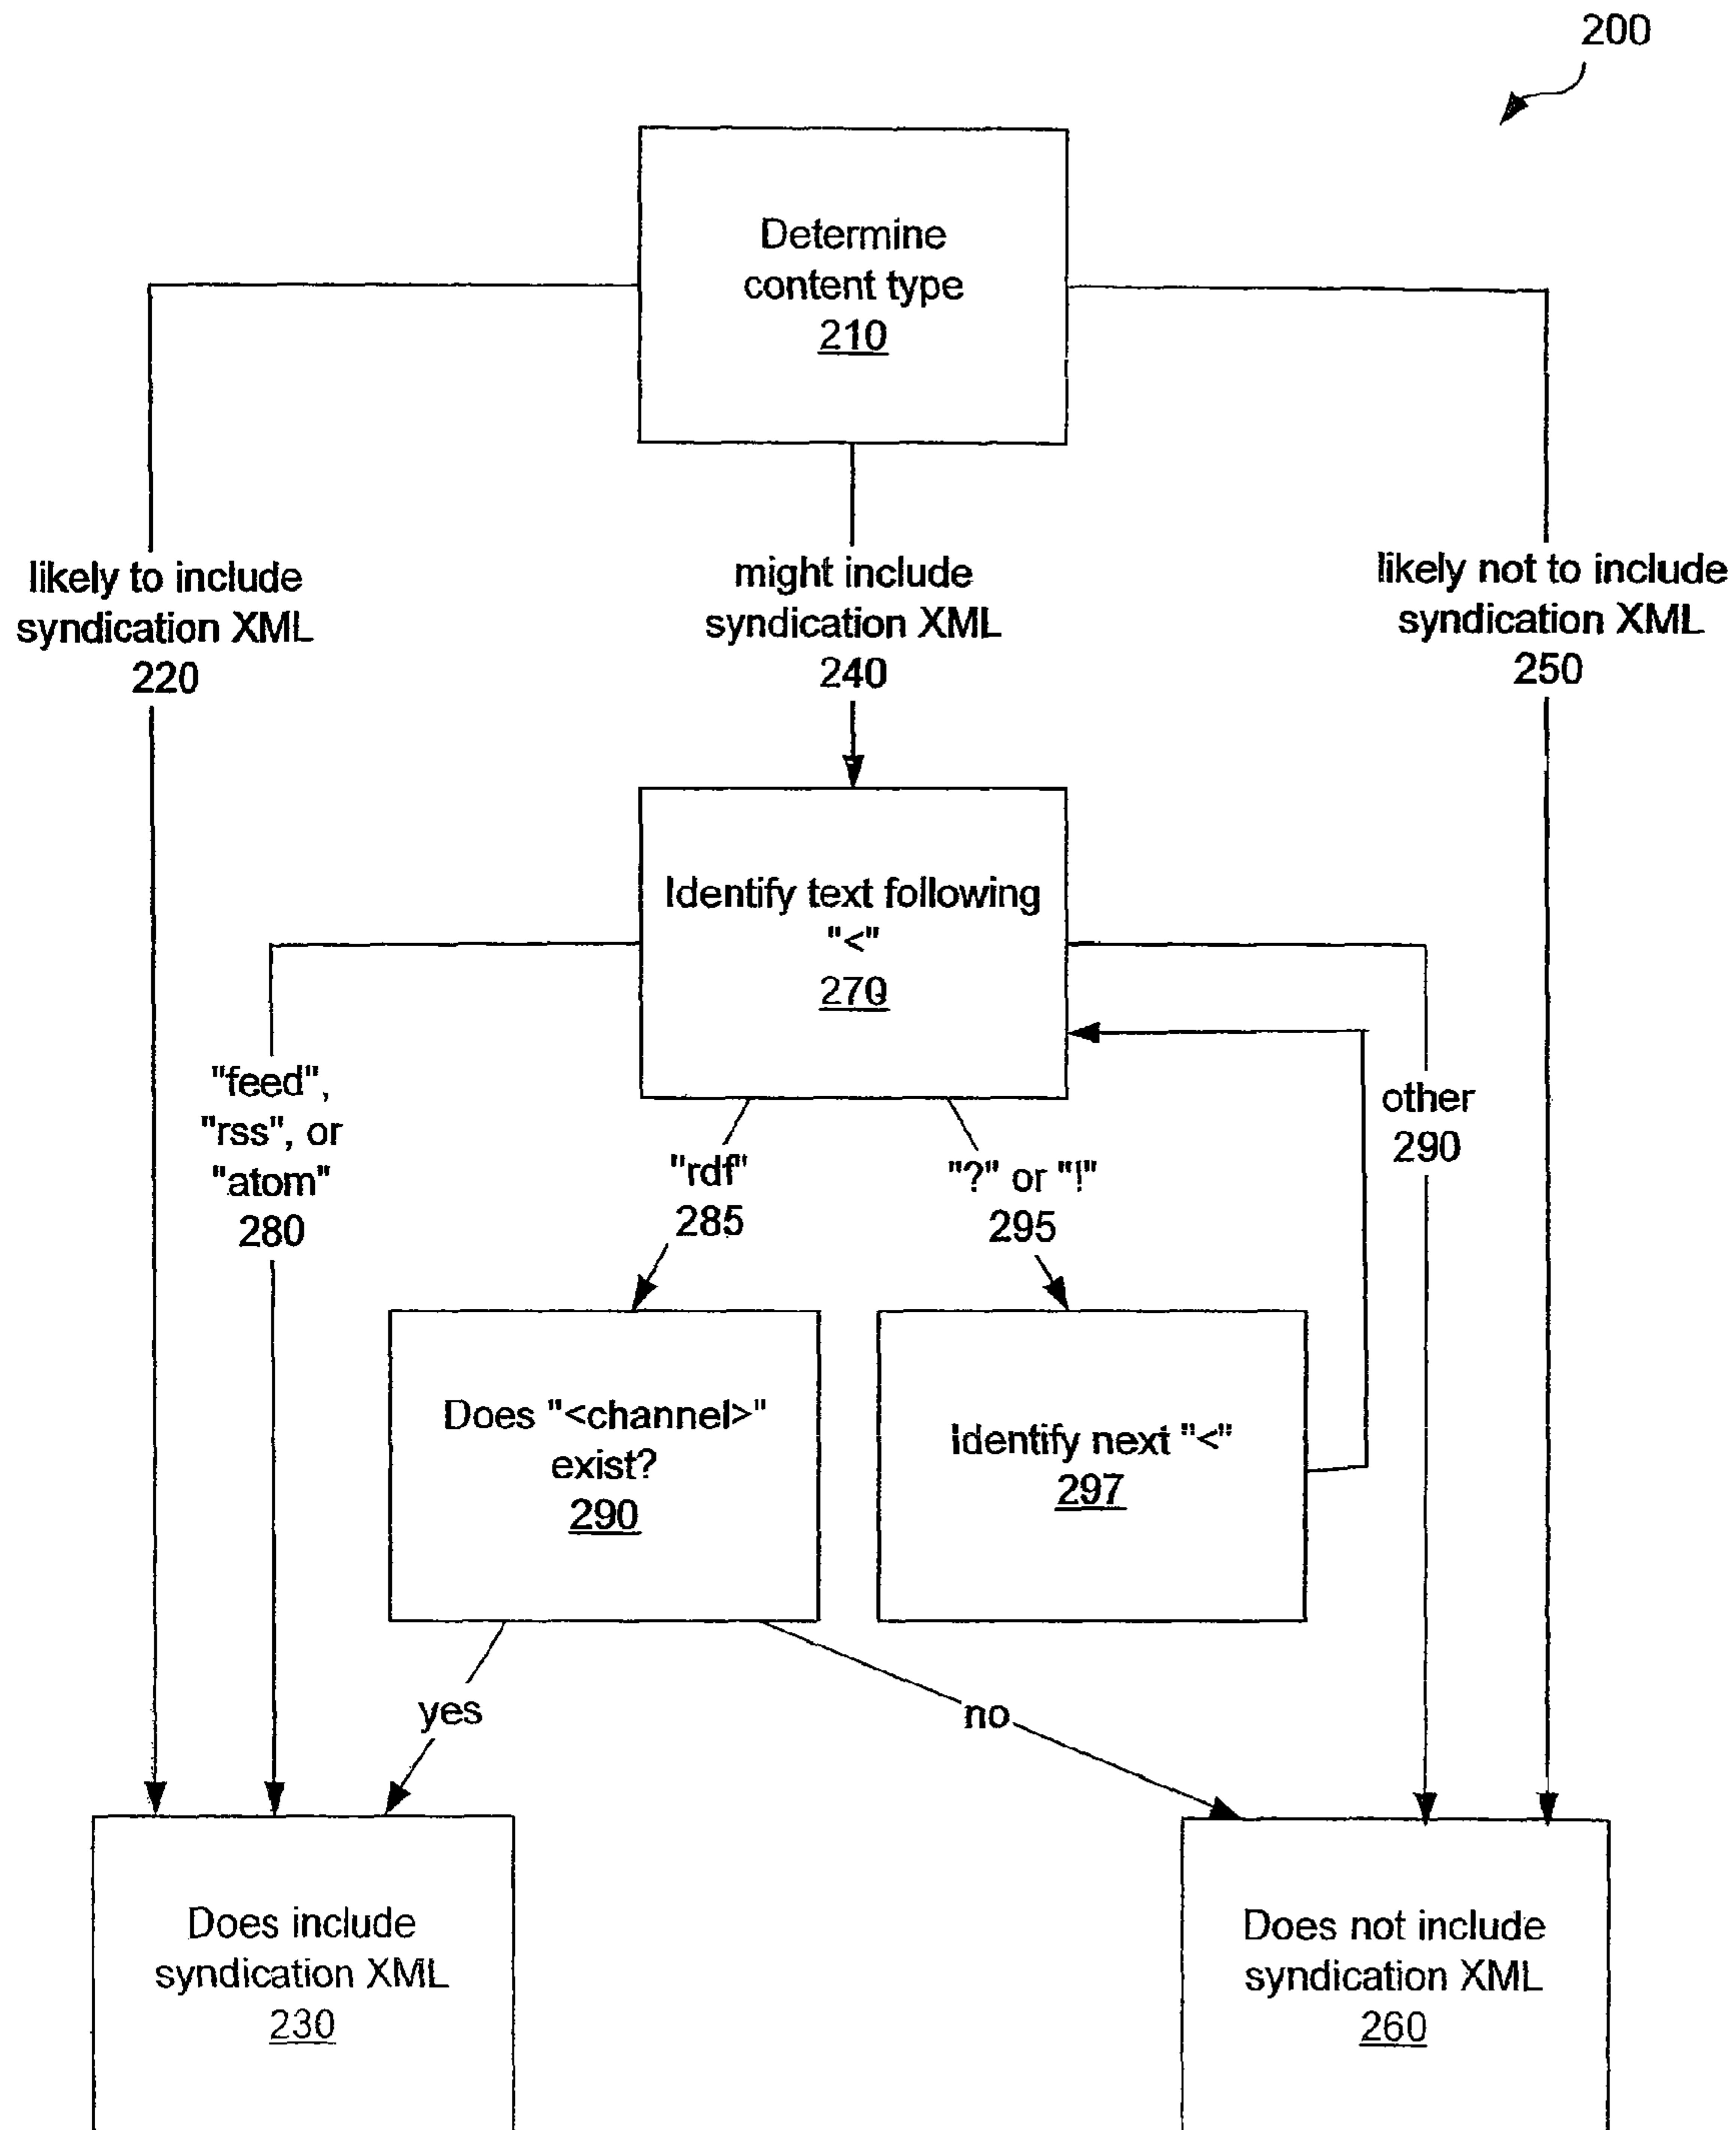 200
Determine
content type
210
likely to include
syndication XML
220
might include
syndication XML
240
likely not to include
syndication XML
250
Identify text following
"<"
270
"feed",
"rss", or
"atom"
280
"rdf"
285
"?" or "!"
295
other
290
Does "<channel>"
exist?
290
Identify next "<"
297
yes
no
Does include
syndication XML
230
Does not include
syndication XML
260